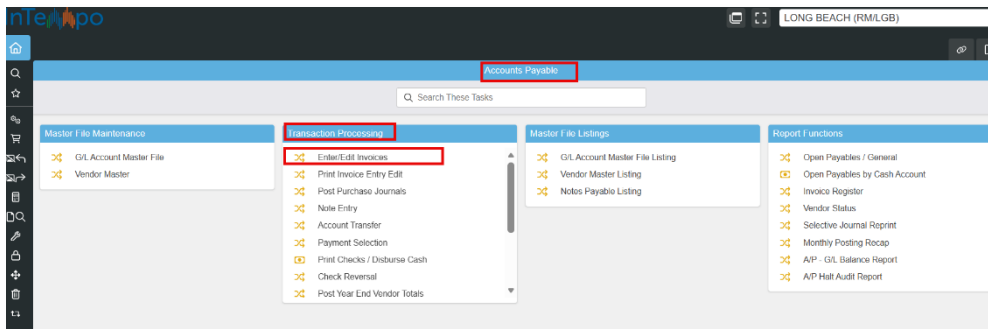 inTempo
LONG BEACH (RM/LGB)
Accounts Payable
Search These Tasks
Master File Maintenance
G/L Account Master File
Vendor Master
Transaction Processing
Enter/Edit Invoices
Print Invoice Entry Edit
Post Purchase Journals
Note Entry
Account Transfer
Payment Selection
Print Checks / Disburse Cash
Check Reversal
Post Year End Vendor Totals
Master File Listings
G/L Account Master File Listing
Vendor Master Listing
Notes Payable Listing
Report Functions
Open Payables / General
Open Payables by Cash Account
Invoice Register
Vendor Status
Selective Journal Reprint
Monthly Posting Recap
A/P - G/L Balance Report
A/P Halt Audit Report